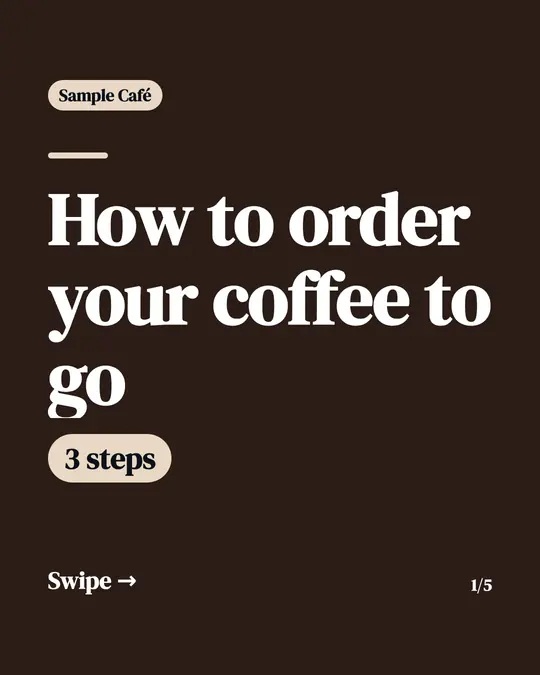 Sample Café
How to order
your coffee to
go
3 steps
Swipe →
1/5